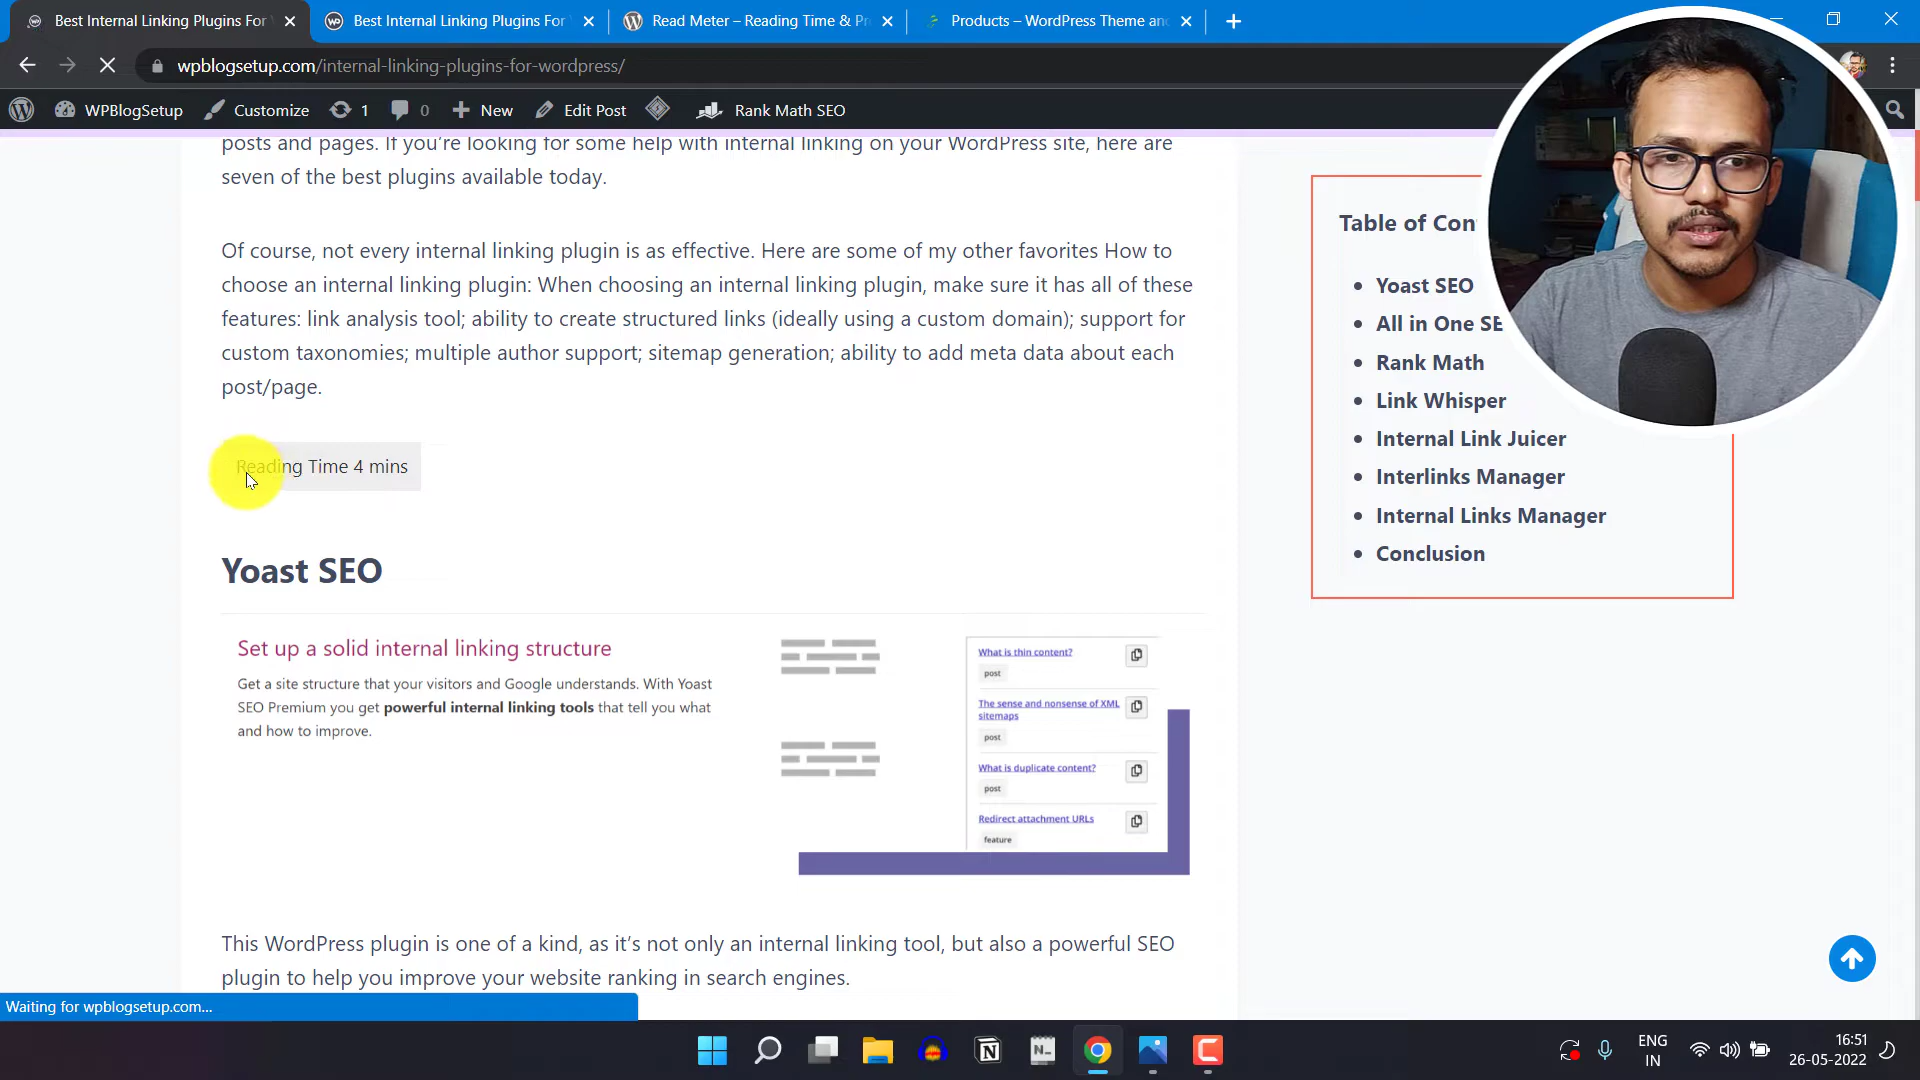 Best Internal Linking Plugins For
Best Internal Linking Plugins For
Read Meter – Reading Time & Pr
Products – WordPress Theme an
wpblogsetup.com/internal-linking-plugins-for-wordpress/
WPBlogSetup
Customize
1
0
New
Edit Post
Rank Math SEO
posts and pages. If you're looking for some help with internal linking on your WordPress site, here are
seven of the best plugins available today.
Of course, not every internal linking plugin is as effective. Here are some of my other favorites How to
choose an internal linking plugin: When choosing an internal linking plugin, make sure it has all of these
features: link analysis tool; ability to create structured links (ideally using a custom domain); support for
custom taxonomies; multiple author support; sitemap generation; ability to add meta data about each
post/page.
Reading Time 4 mins
Yoast SEO
Set up a solid internal linking structure
Get a site structure that your visitors and Google understands. With Yoast
SEO Premium you get powerful internal linking tools that tell you what
and how to improve.
What is thin content?
post
The sense and nonsense of XML
sitemaps
post
What is duplicate content?
post
Redirect attachment URLs
feature
This WordPress plugin is one of a kind, as it's not only an internal linking tool, but also a powerful SEO
plugin to help you improve your website ranking in search engines.
Table of Con
Yoast SEO
All in One SE
Rank Math
Link Whisper
Internal Link Juicer
Interlinks Manager
Internal Links Manager
Conclusion
Waiting for wpblogsetup.com...
ENG
IN
16:51
26-05-2022